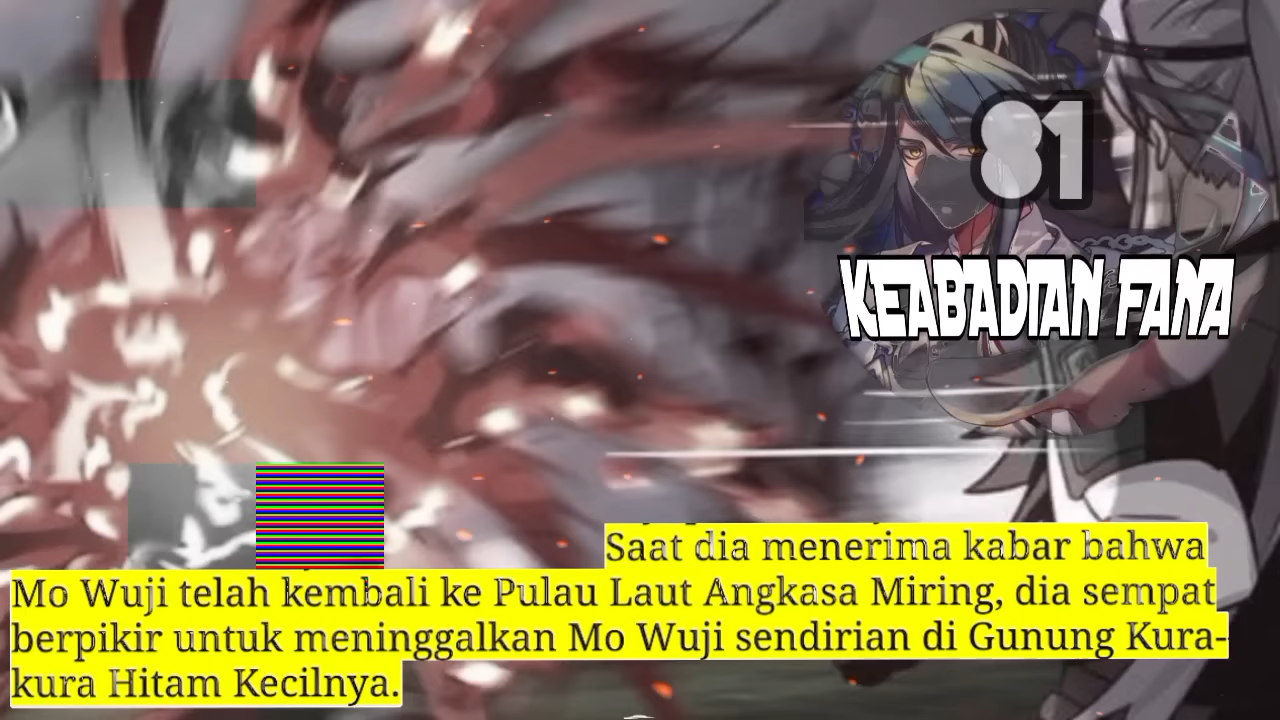 81
KEABADIAN FANA
Saat dia menerima kabar bahwa
Mo Wuji telah kembali ke Pulau Laut Angkasa Miring, dia sempat
berpikir untuk meninggalkan Mo Wuji sendirian di Gunung Kura-
kura Hitam Kecilnya.